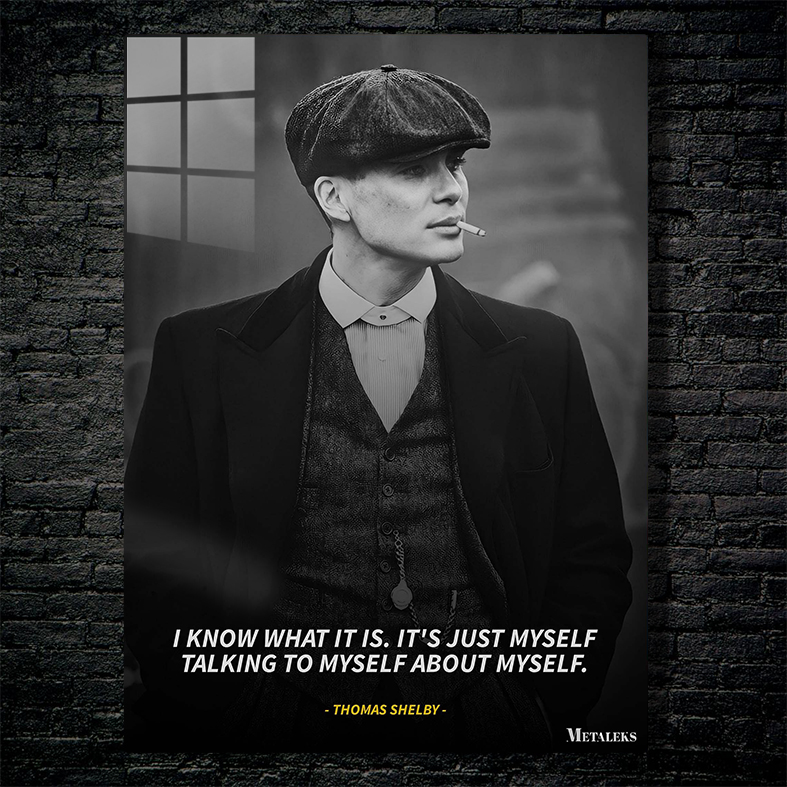 I KNOW WHAT IT IS. IT'S JUST MYSELF
TALKING TO MYSELF ABOUT MYSELF.
- THOMAS SHELBY -
METALEKS